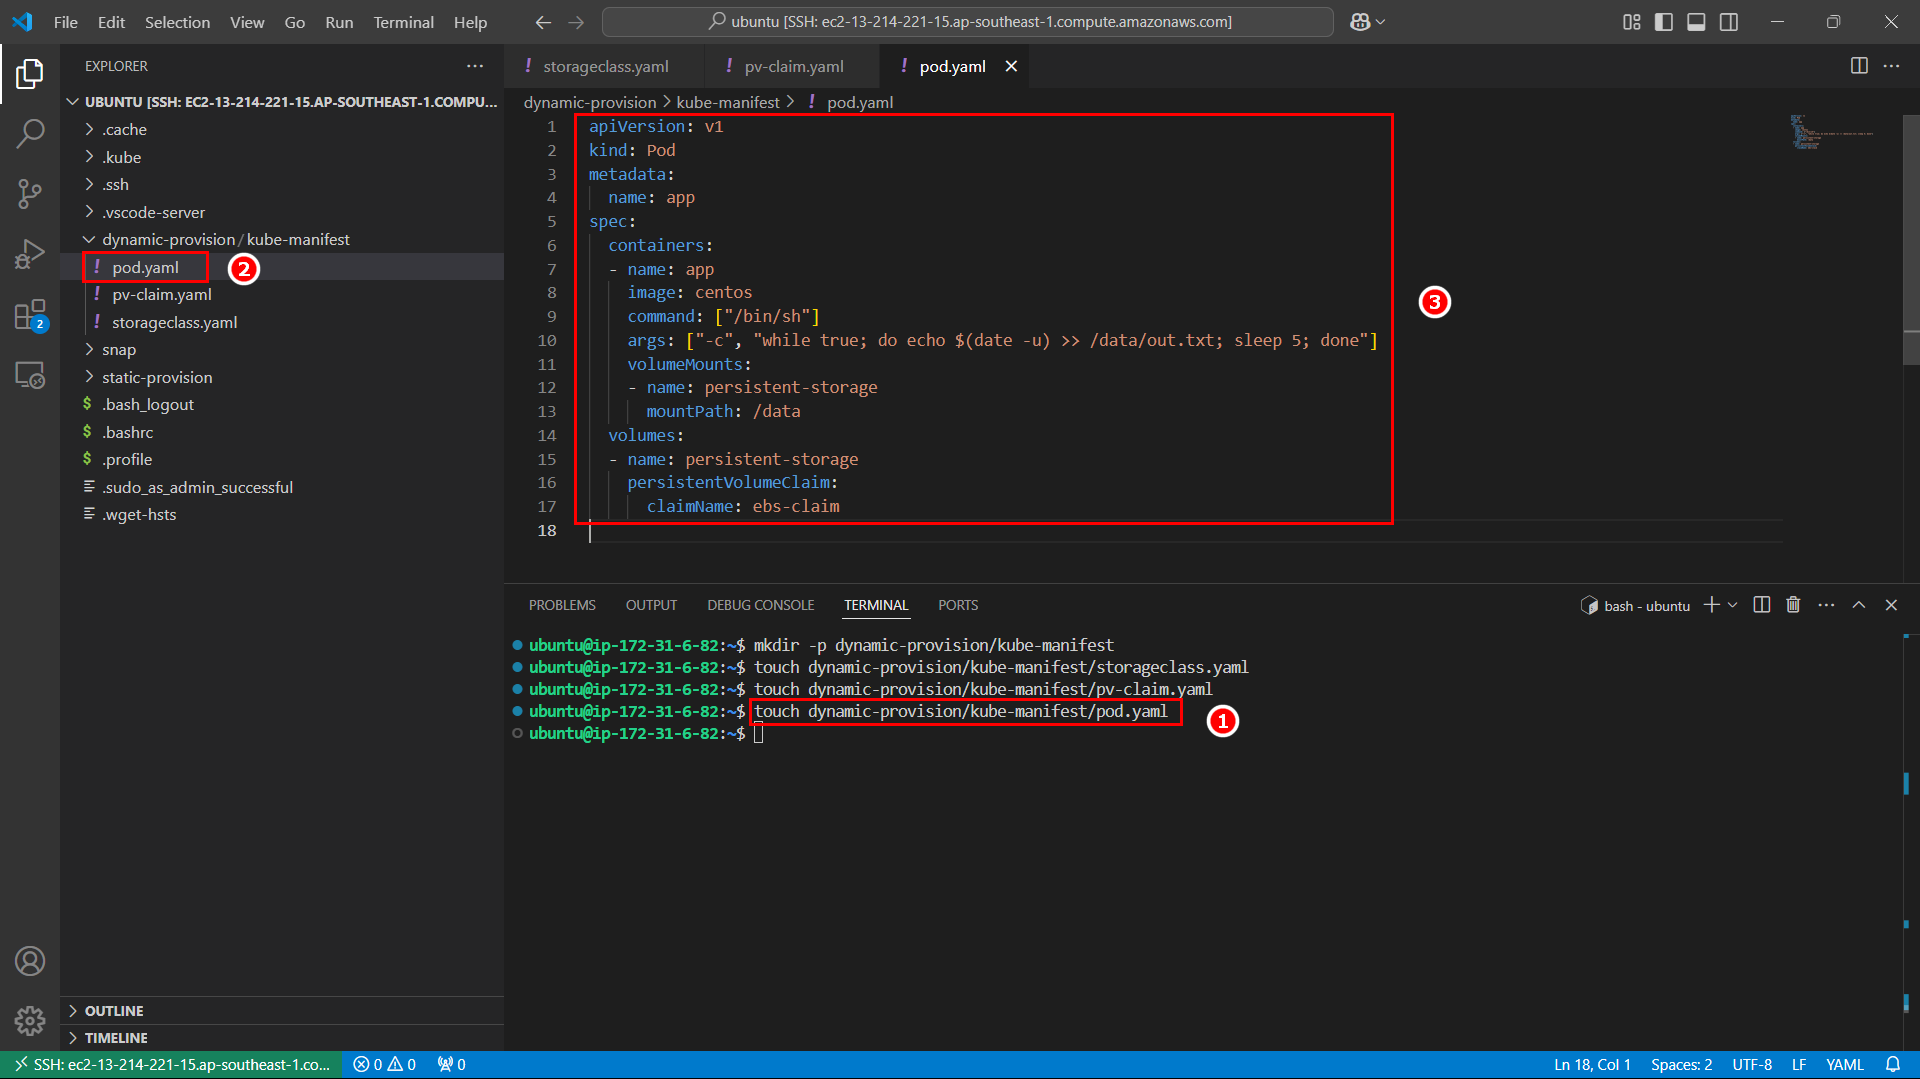 File Edit Selection View Go Run Terminal Help
ubuntu [SSH: ec2-13-214-221-15.ap-southeast-1.compute.amazonaws.com]
EXPLORER
UBUNTU [SSH: EC2-13-214-221-15.AP-SOUTHEAST-1.COMPU...
.cache
.kube
.ssh
.vscode-server
dynamic-provision/kube-manifest
! pod.yaml
2
! pv-claim.yaml
! storageclass.yaml
snap
static-provision
$ .bash_logout
$ .bashrc
$ .profile
.sudo_as_admin_successful
.wget-hsts
2
OUTLINE
TIMELINE
! storageclass.yaml
! pv-claim.yaml
! pod.yaml
dynamic-provision > kube-manifest > ! pod.yaml
1 apiVersion: v1
2 kind: Pod
3 metadata:
4   name: app
5 spec:
6   containers:
7   - name: app
8     image: centos
9     command: ["/bin/sh"]
10     args: ["-c", "while true; do echo $(date -u) >> /data/out.txt; sleep 5; done"]
11     volumeMounts:
12     - name: persistent-storage
13       mountPath: /data
14   volumes:
15   - name: persistent-storage
16     persistentVolumeClaim:
17       claimName: ebs-claim
18
3
PROBLEMS OUTPUT DEBUG CONSOLE TERMINAL PORTS
bash - ubuntu
ubuntu@ip-172-31-6-82:~$ mkdir -p dynamic-provision/kube-manifest
ubuntu@ip-172-31-6-82:~$ touch dynamic-provision/kube-manifest/storageclass.yaml
ubuntu@ip-172-31-6-82:~$ touch dynamic-provision/kube-manifest/pv-claim.yaml
ubuntu@ip-172-31-6-82:~$ touch dynamic-provision/kube-manifest/pod.yaml
1
ubuntu@ip-172-31-6-82:~$
SSH: ec2-13-214-221-15.ap-southeast-1.co... 0 0 0
Ln 18, Col 1 Spaces: 2 UTF-8 LF YAML